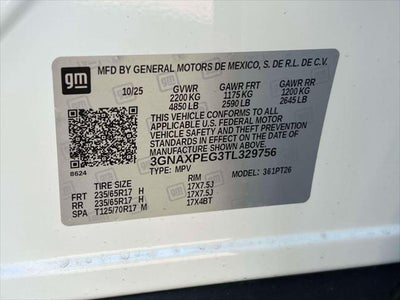 gm
MFD BY GENERAL MOTORS DE MEXICO, S. DE R.L. DE C.V.
10/25 GVWR GAWR FRT GAWR RR
2200 KG 1175 KG 1200 KG
4850 LB 2590 LB 2645 LB
THIS VEHICLE CONFORMS TO ALL APPLICABLE
U.S. FEDERAL MOTOR VEHICLE SAFETY
AND THEFT PREVENTION STANDARDS IN
EFFECT ON THE DATE OF MANUFACTURE
SHOWN ABOVE.
3GNAXPEG3TL329756
8624 TYPE: MPV MODEL: 361PT26
TIRE SIZE RIM
FRT 235/65R17 H 17X7.5J
RR 235/65R17 H 17X7.5J
SP T125/70R17 M 17X4BT